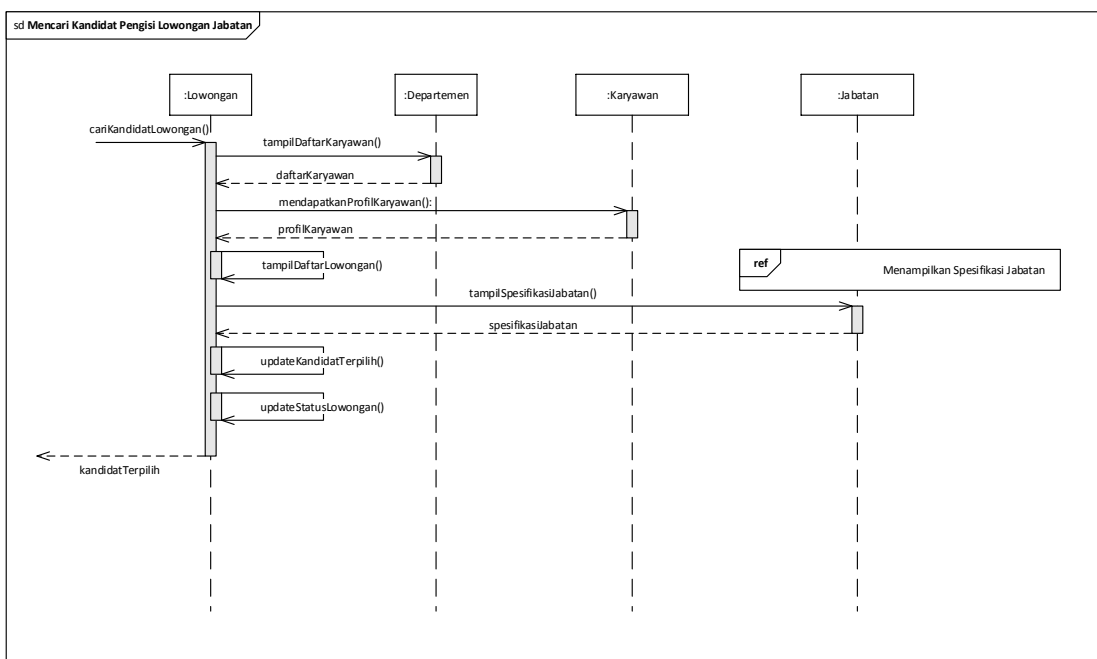 sd Mencari Kandidat Pengisi Lowongan Jabatan
:Lowongan
:Departemen
:Karyawan
:Jabatan
cariKandidatLowongan()
tampilDaftarKaryawan()
daftarKaryawan
mendapatkanProfilKaryawan():
profilKaryawan
tampilDaftarLowongan()
ref
Menampilkan Spesifikasi Jabatan
tampilSpesifikasiJabatan()
spesifikasiJabatan
updateKandidatTerpilih()
updateStatusLowongan()
kandidatTerpilih